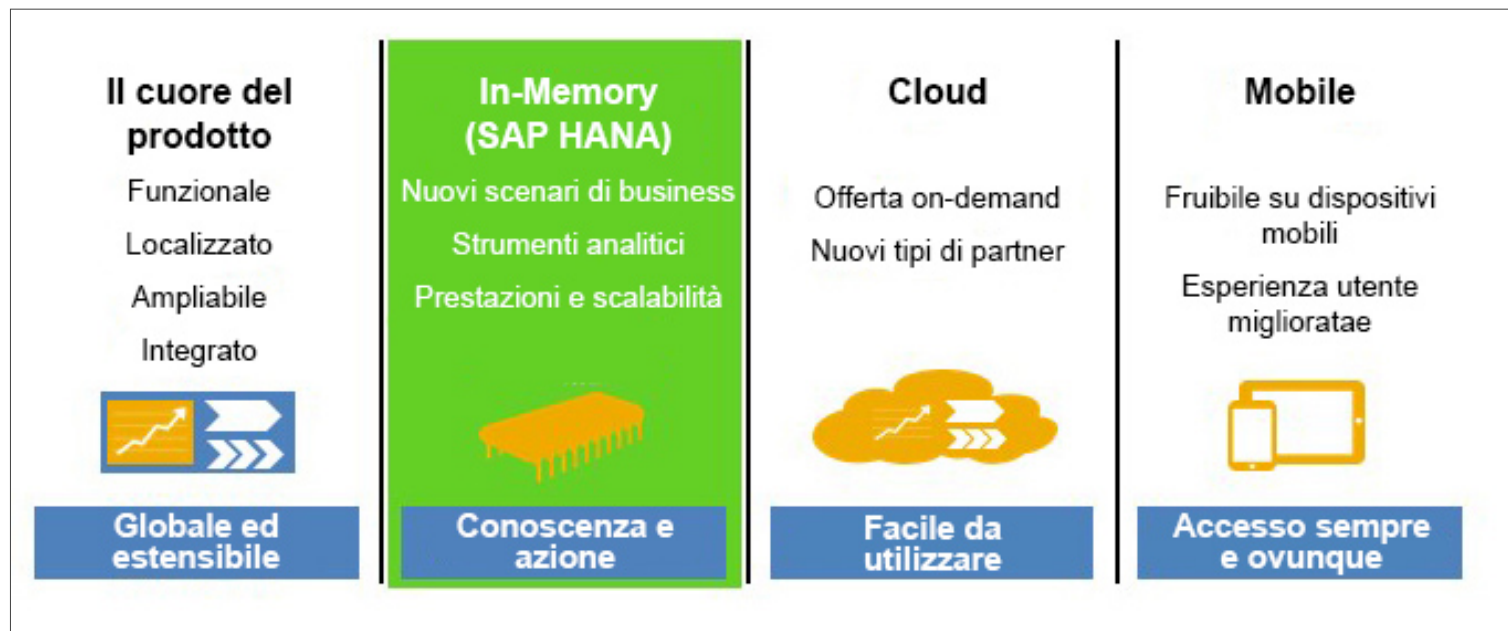 Il cuore del
prodotto
Funzionale
Localizzato
Ampliabile
Integrato
Globale ed
estensibile
In-Memory
(SAP HANA)
Nuovi scenari di business
Strumenti analitici
Prestazioni e scalabilità
Conoscenza e
azione
Cloud
Offerta on-demand
Nuovi tipi di partner
Facile da
utilizzare
Mobile
Fruibile su dispositivi
mobili
Esperienza utente
miglioratae
Accesso sempre
e ovunque